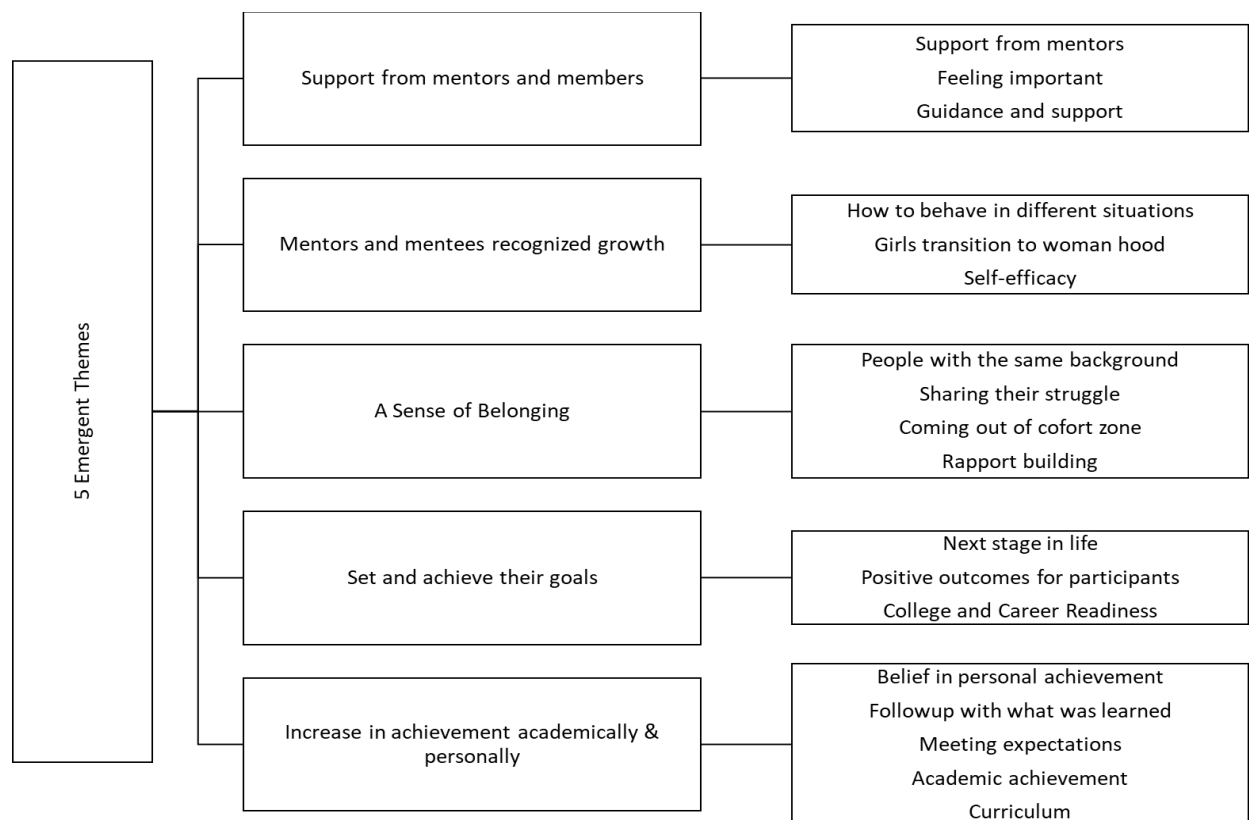 5 Emergent Themes
Support from mentors and members
Support from mentors
Feeling important
Guidance and support
Mentors and mentees recognized growth
How to behave in different situations
Girls transition to woman hood
Self-efficacy
A Sense of Belonging
People with the same background
Sharing their struggle
Coming out of cofort zone
Rapport building
Set and achieve their goals
Next stage in life
Positive outcomes for participants
College and Career Readiness
Increase in achievement academically &
personally
Belief in personal achievement
Followup with what was learned
Meeting expectations
Academic achievement
Curriculum